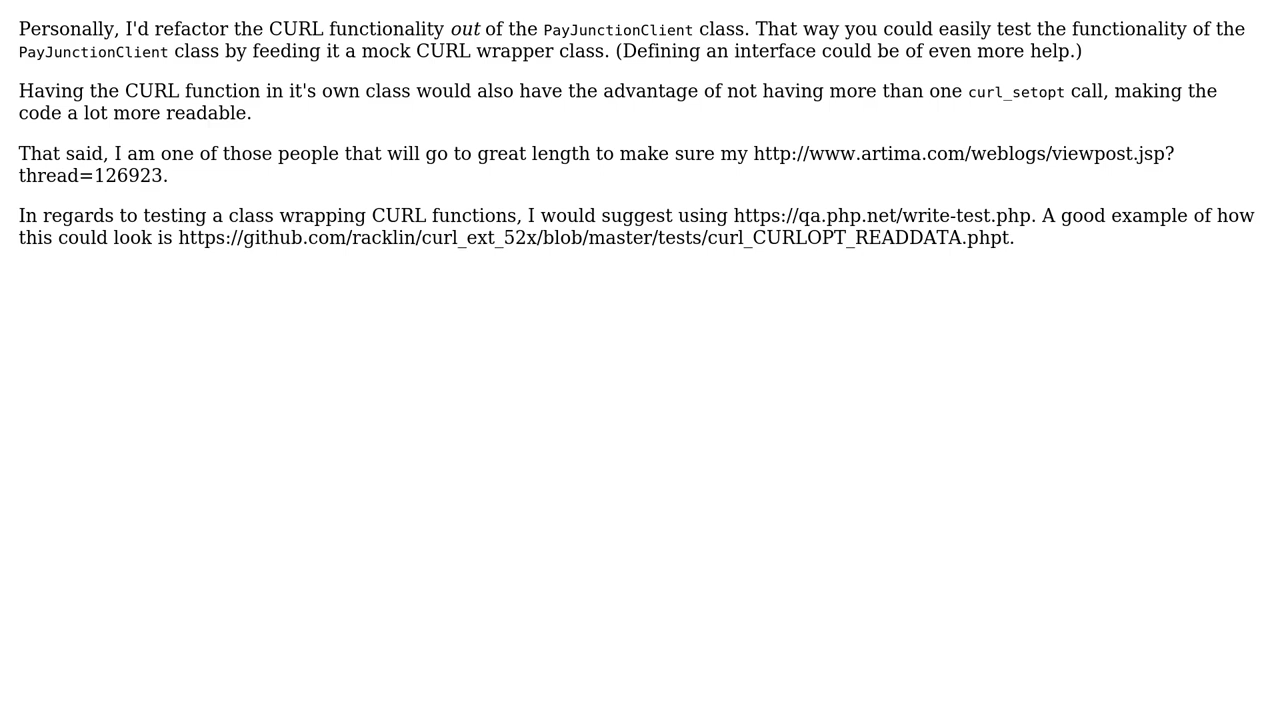 Personally, I'd refactor the CURL functionality out of the PayJunctionClient class. That way you could easily test the functionality of the
PayJunctionClient class by feeding it a mock CURL wrapper class. (Defining an interface could be of even more help.)
Having the CURL function in it's own class would also have the advantage of not having more than one curl_setopt call, making the
code a lot more readable.
That said, I am one of those people that will go to great length to make sure my http://www.artima.com/weblogs/viewpost.jsp?
thread=126923.
In regards to testing a class wrapping CURL functions, I would suggest using https://qa.php.net/write-test.php. A good example of how
this could look is https://github.com/racklin/curl_ext_52x/blob/master/tests/curl_CURLOPT_READDATA.phpt.